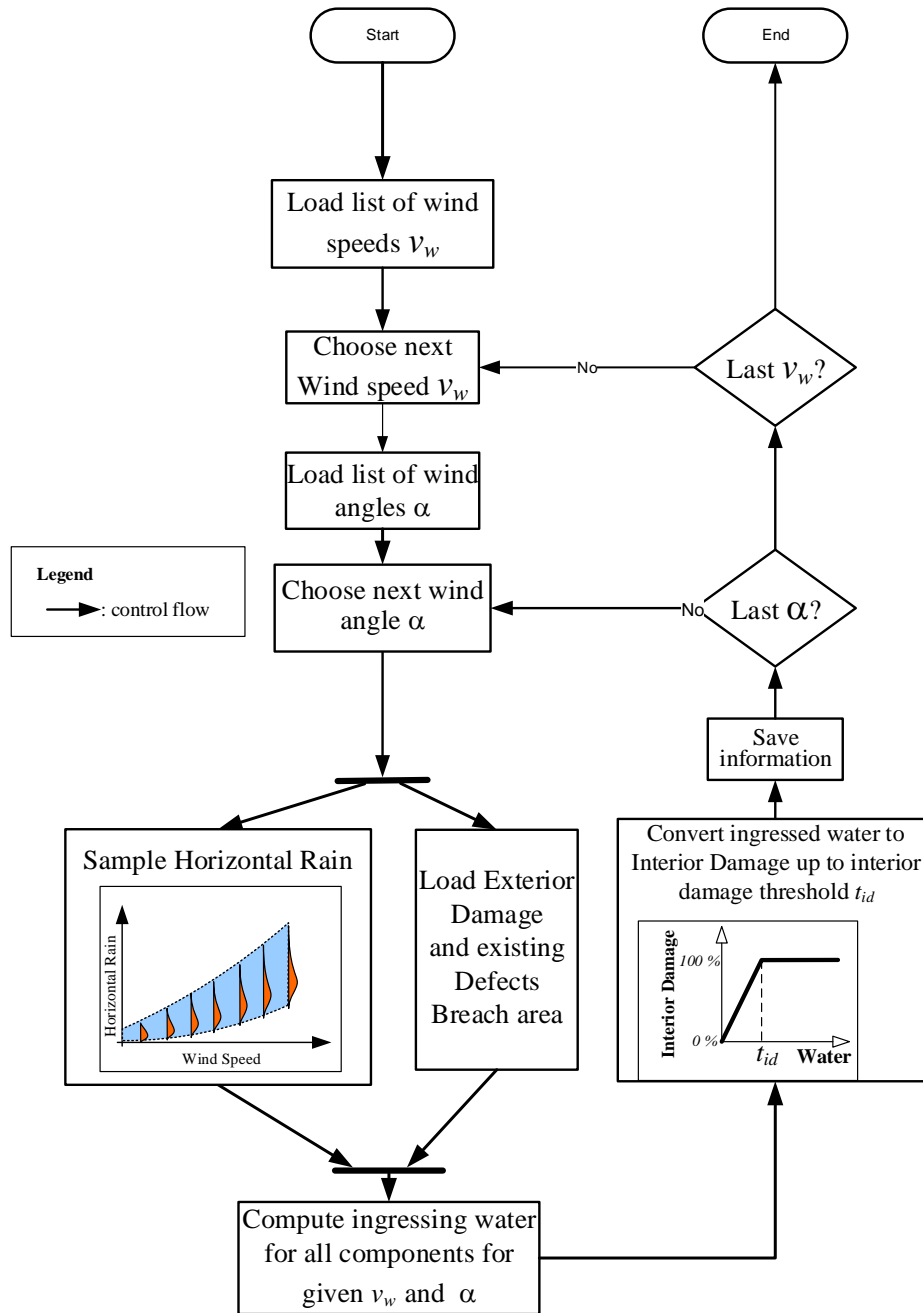 Start
End
Load list of wind
speeds v_w
Choose next
Wind speed v_w
No
Last v_w?
Load list of wind
angles α
Legend
: control flow
Choose next wind
angle α
No
Last α?
Save
information
Sample Horizontal Rain
Horizontal Rain
Wind Speed
Load Exterior
Damage
and existing
Defects
Breach area
Convert ingressed water to
Interior Damage up to interior
damage threshold t_id
Interior Damage
100 %
0 %
t_id
Water
Compute ingressing water
for all components for
given v_w and α